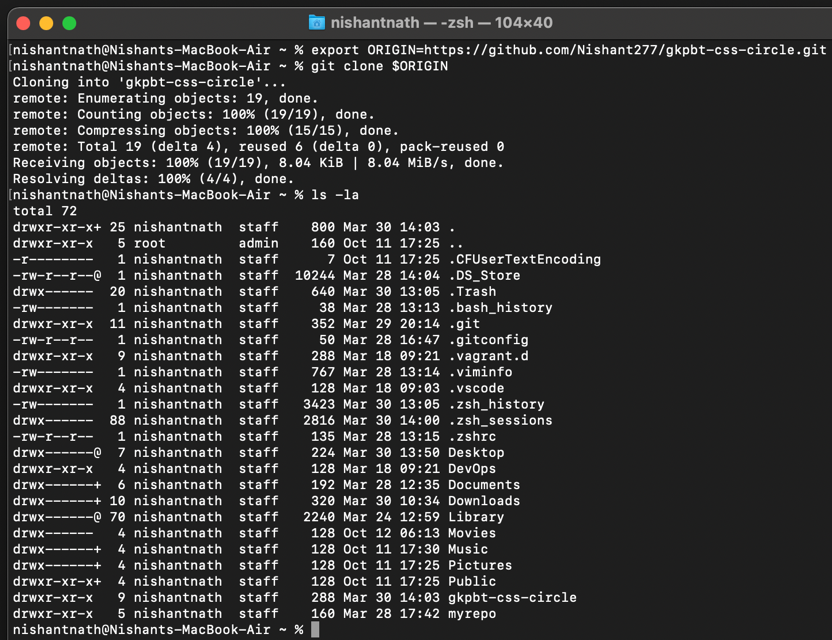 nishantnath — -zsh — 104×40
[nishantnath@Nishants-MacBook-Air ~ % export ORIGIN=https://github.com/Nishant277/gkpbt-css-circle.git
[nishantnath@Nishants-MacBook-Air ~ % git clone $ORIGIN
Cloning into 'gkpbt-css-circle'...
remote: Enumerating objects: 19, done.
remote: Counting objects: 100% (19/19), done.
remote: Compressing objects: 100% (15/15), done.
remote: Total 19 (delta 4), reused 6 (delta 0), pack-reused 0
Receiving objects: 100% (19/19), 8.04 KiB | 8.04 MiB/s, done.
Resolving deltas: 100% (4/4), done.
[nishantnath@Nishants-MacBook-Air ~ % ls -la
total 72
drwxr-xr-x+ 25 nishantnath  staff    800 Mar 30 14:03 .
drwxr-xr-x   5 root         admin    160 Oct 11 17:25 ..
-r--------   1 nishantnath  staff      7 Oct 11 17:25 .CFUserTextEncoding
-rw-r--r--@  1 nishantnath  staff  10244 Mar 28 14:04 .DS_Store
drwx------  20 nishantnath  staff    640 Mar 30 13:05 .Trash
-rw-------   1 nishantnath  staff     38 Mar 28 13:13 .bash_history
drwxr-xr-x  11 nishantnath  staff    352 Mar 29 20:14 .git
-rw-r--r--   1 nishantnath  staff     50 Mar 28 16:47 .gitconfig
drwxr-xr-x   9 nishantnath  staff    288 Mar 18 09:21 .vagrant.d
-rw-------   1 nishantnath  staff    767 Mar 28 13:14 .viminfo
drwxr-xr-x   4 nishantnath  staff    128 Mar 18 09:03 .vscode
-rw-------   1 nishantnath  staff   3423 Mar 30 13:05 .zsh_history
drwx------  88 nishantnath  staff   2816 Mar 30 14:00 .zsh_sessions
-rw-r--r--   1 nishantnath  staff    135 Mar 28 13:15 .zshrc
drwx------@  7 nishantnath  staff    224 Mar 30 13:50 Desktop
drwxr-xr-x   4 nishantnath  staff    128 Mar 18 09:21 DevOps
drwx------+  6 nishantnath  staff    192 Mar 28 12:35 Documents
drwx------+ 10 nishantnath  staff    320 Mar 30 10:34 Downloads
drwx------@ 70 nishantnath  staff   2240 Mar 24 12:59 Library
drwx------   4 nishantnath  staff    128 Oct 12 06:13 Movies
drwx------+  4 nishantnath  staff    128 Oct 11 17:30 Music
drwx------+  4 nishantnath  staff    128 Oct 11 17:25 Pictures
drwxr-xr-x+  4 nishantnath  staff    128 Oct 11 17:25 Public
drwxr-xr-x   9 nishantnath  staff    288 Mar 30 14:03 gkpbt-css-circle
drwxr-xr-x   5 nishantnath  staff    160 Mar 28 17:42 myrepo
nishantnath@Nishants-MacBook-Air ~ %